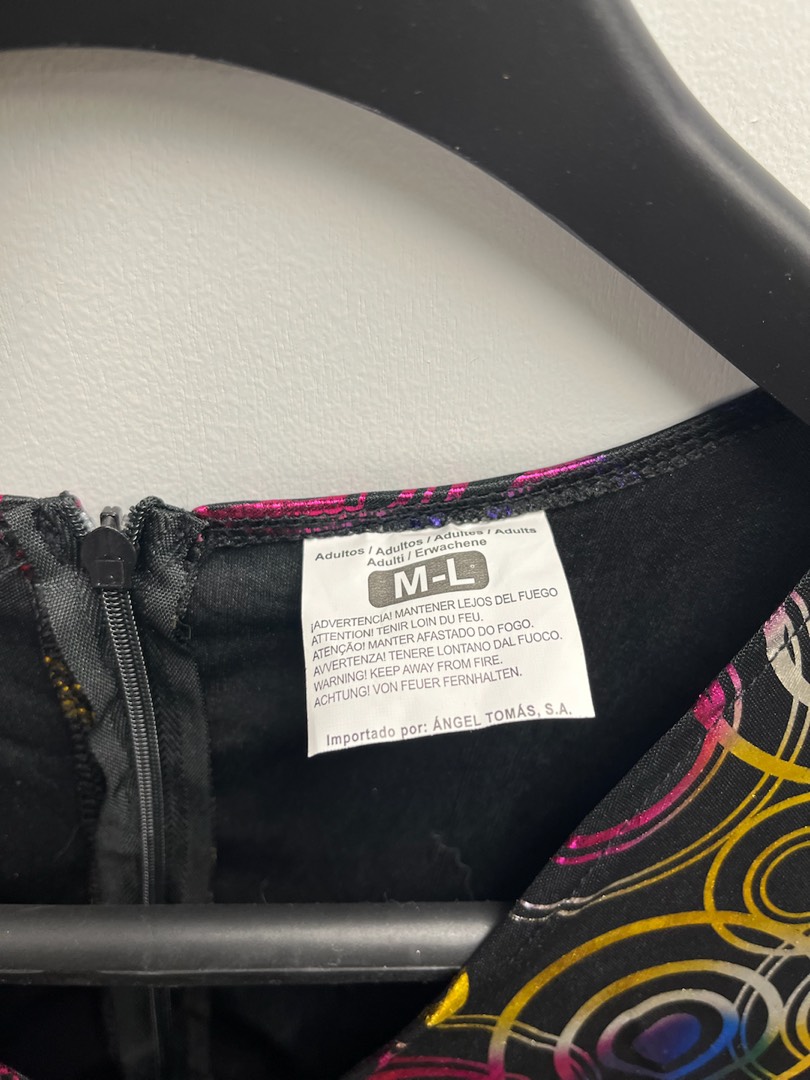 Adultos / Adultos / Adultes / Adults
Adulti / Erwachene
M-L
¡ADVERTENCIA! MANTENER LEJOS DEL FUEGO
ATTENTION! TENIR LOIN DU FEU.
ATENÇÃO! MANTER AFASTADO DO FOGO.
AVVERTENZA! TENERE LONTANO DAL FUOCO.
WARNING! KEEP AWAY FROM FIRE.
ACHTUNG! VON FEUER FERNHALTEN.
Importado por: ÁNGEL TOMÁS, S.A.